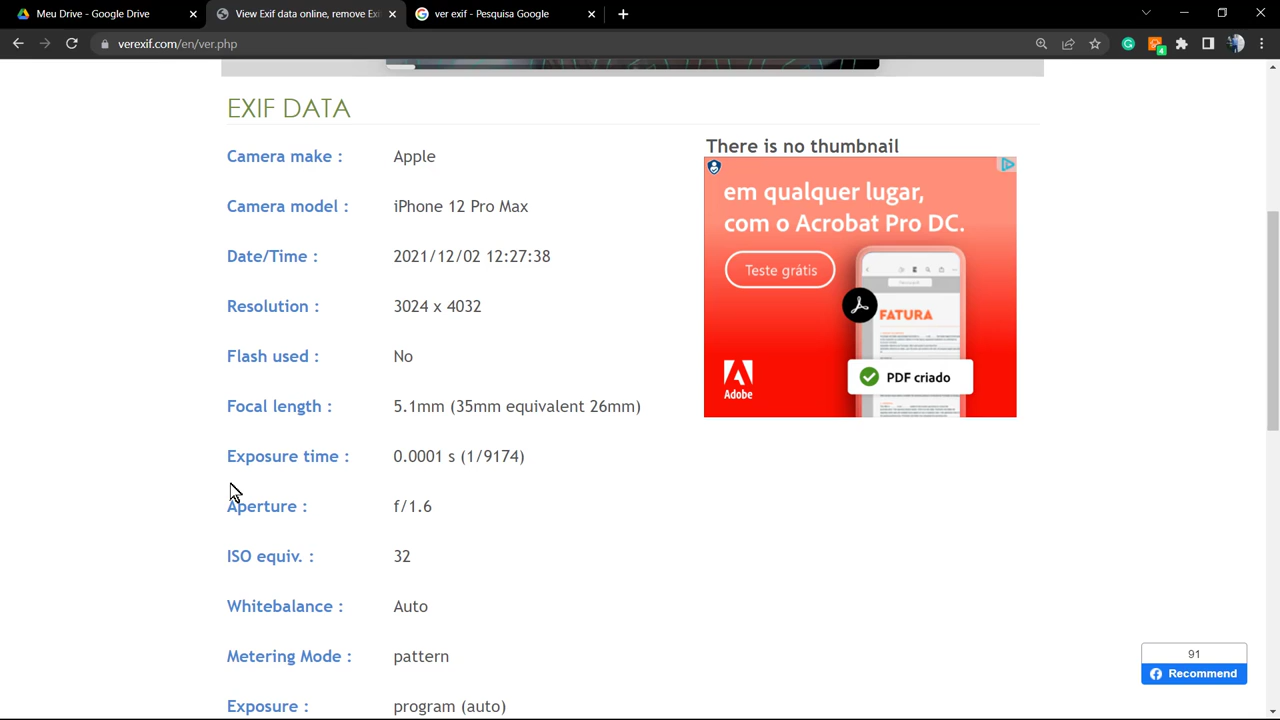 Meu Drive - Google Drive
View Exif data online, remove Exi
ver exif - Pesquisa Google
verexif.com/en/ver.php
4
EXIF DATA
There is no thumbnail
Camera make : Apple
Camera model : iPhone 12 Pro Max
Date/Time : 2021/12/02 12:27:38
Resolution : 3024 x 4032
Flash used : No
Focal length : 5.1mm (35mm equivalent 26mm)
Exposure time : 0.0001 s (1/9174)
Aperture : f/1.6
ISO equiv. : 32
Whitebalance : Auto
Metering Mode : pattern
Exposure : program (auto)
em qualquer lugar,
com o Acrobat Pro DC.
Teste grátis
FATURA
PDF criado
Adobe
91
Recommend